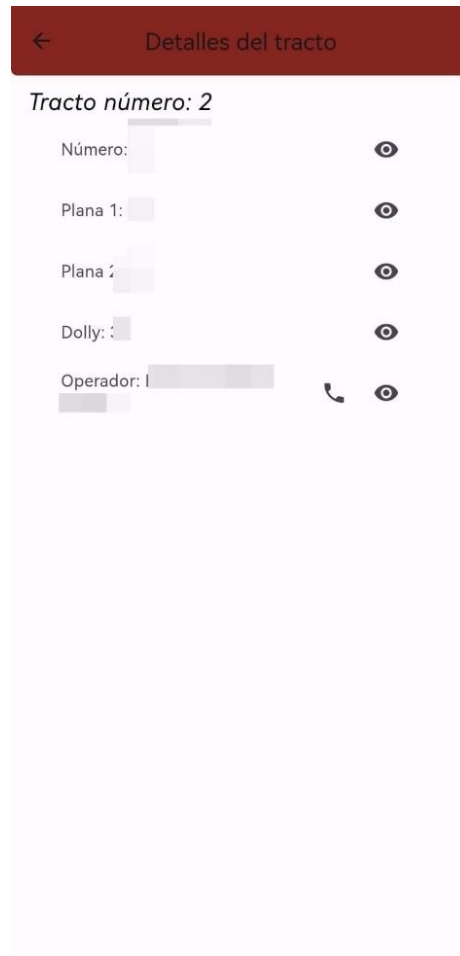 Detalles del tracto
Tracto número: 2
Número:
Plana 1:
Plana
Dolly:
Operador: